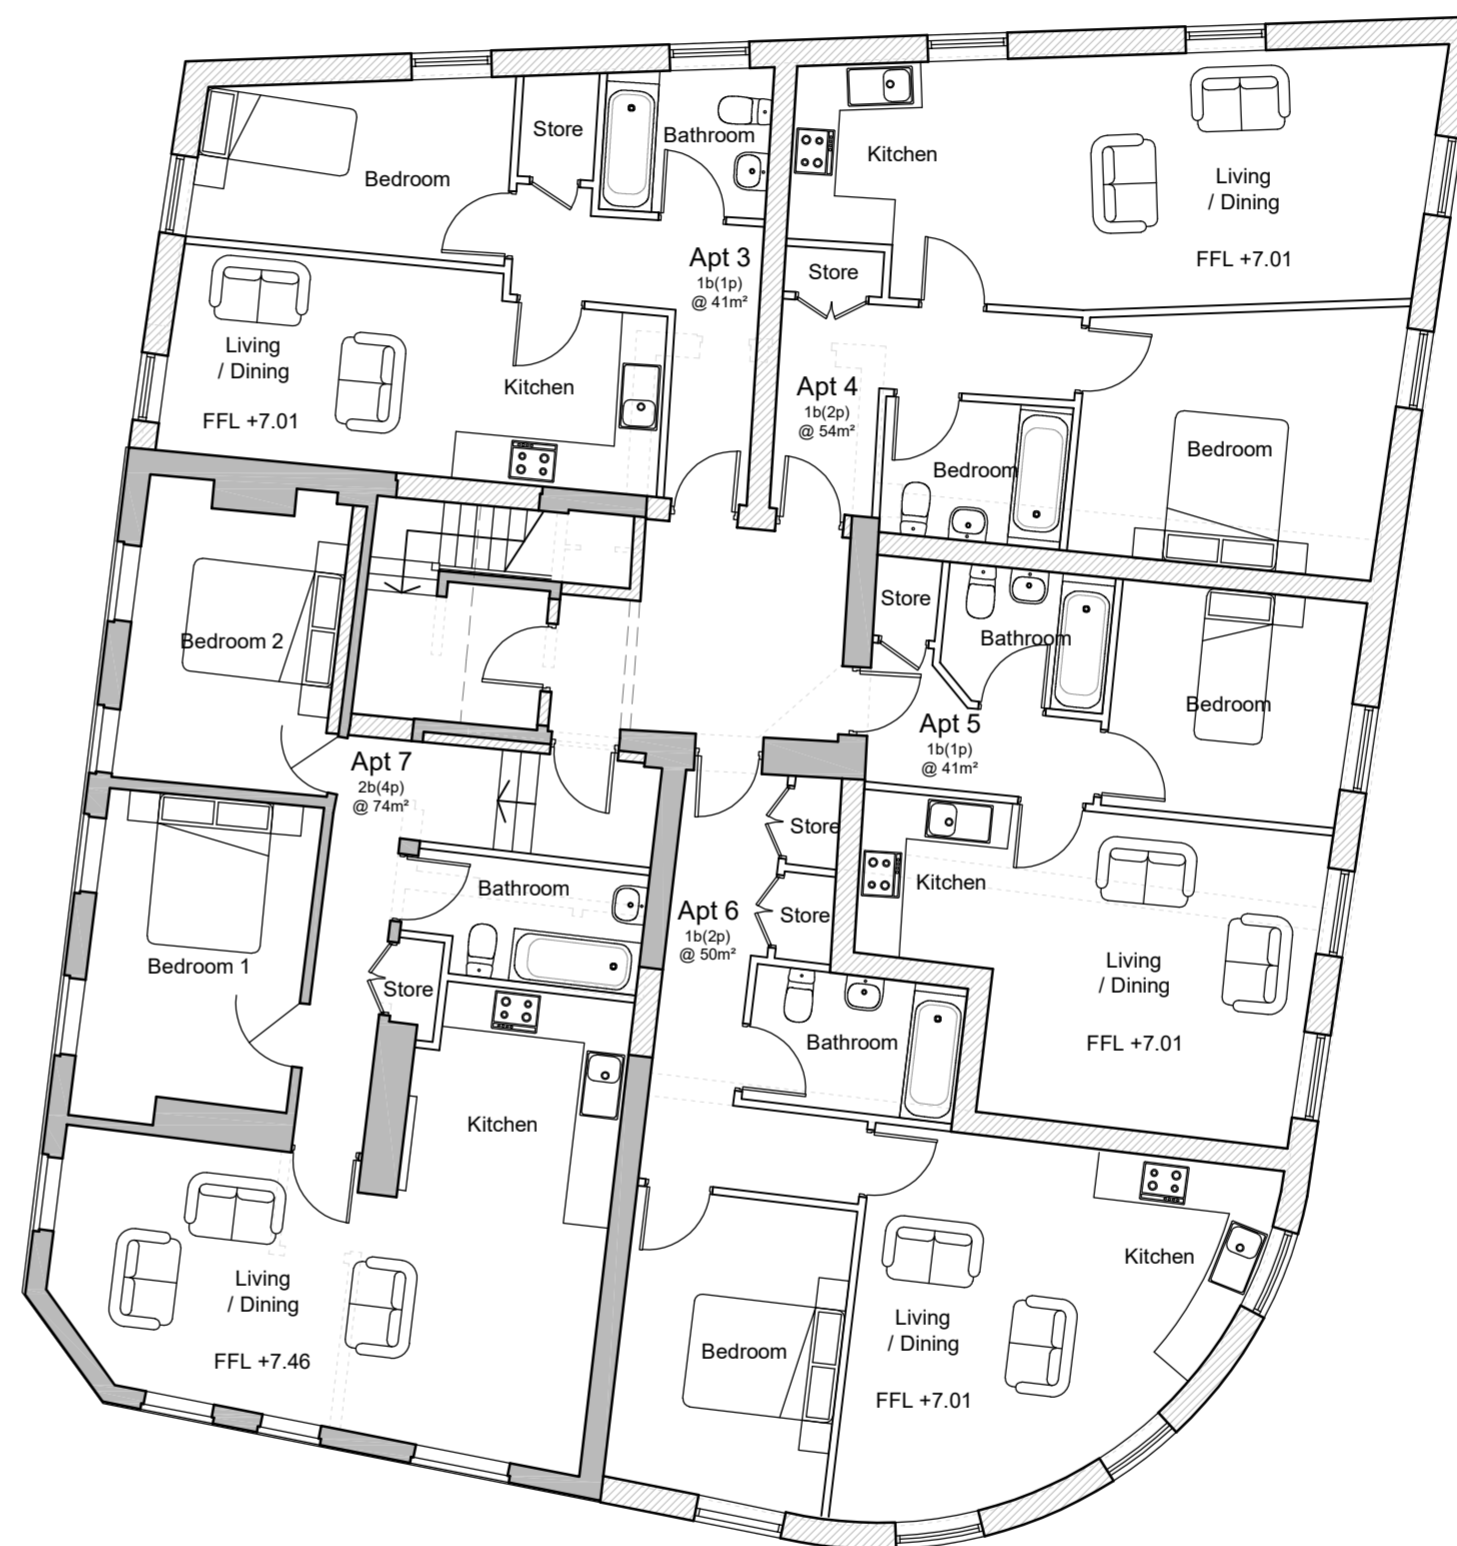 Store
Bathroom
Bedroom
Kitchen
Living
/ Dining
FFL +7.01
Apt 3
1b(1p)
@ 41m²
Store
Living
/ Dining
FFL +7.01
Kitchen
Apt 4
1b(2p)
@ 54m²
Bedroom
Bedroom
Store
Bathroom
Bedroom 2
Bedroom
Apt 5
1b(1p)
@ 41m²
Apt 7
2b(4p)
@ 74m²
Store
Bathroom
Kitchen
Store
Apt 6
1b(2p)
@ 50m²
Bedroom 1
Store
Living
/ Dining
FFL +7.01
Bathroom
Kitchen
Kitchen
Living
/ Dining
FFL +7.46
Living
/ Dining
FFL +7.01
Bedroom